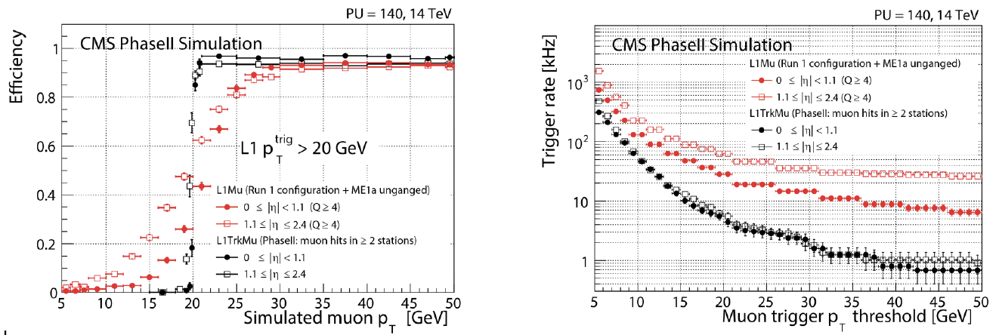 PU = 140, 14 TeV
CMS PhaseII Simulation
Efficiency
1
0.8
0.6
0.4
0.2
0
L1 p_T^trig > 20 GeV
L1Mu (Run 1 configuration + ME1a unganged)
0 ≤ |η| < 1.1 (Q ≥ 4)
1.1 ≤ |η| ≤ 2.4 (Q ≥ 4)
L1TrkMu (PhaseII: muon hits in ≥ 2 stations)
0 ≤ |η| < 1.1
1.1 ≤ |η| ≤ 2.4
5 10 15 20 25 30 35 40 45 50
Simulated muon p_T [GeV]
PU = 140, 14 TeV
CMS PhaseII Simulation
Trigger rate [kHz]
10³
10²
10
1
L1Mu (Run 1 configuration + ME1a unganged)
0 ≤ |η| < 1.1 (Q ≥ 4)
1.1 ≤ |η| ≤ 2.4 (Q ≥ 4)
L1TrkMu (PhaseII: muon hits in ≥ 2 stations)
0 ≤ |η| < 1.1
1.1 ≤ |η| ≤ 2.4
5 10 15 20 25 30 35 40 45 50
Muon trigger p_T threshold [GeV]